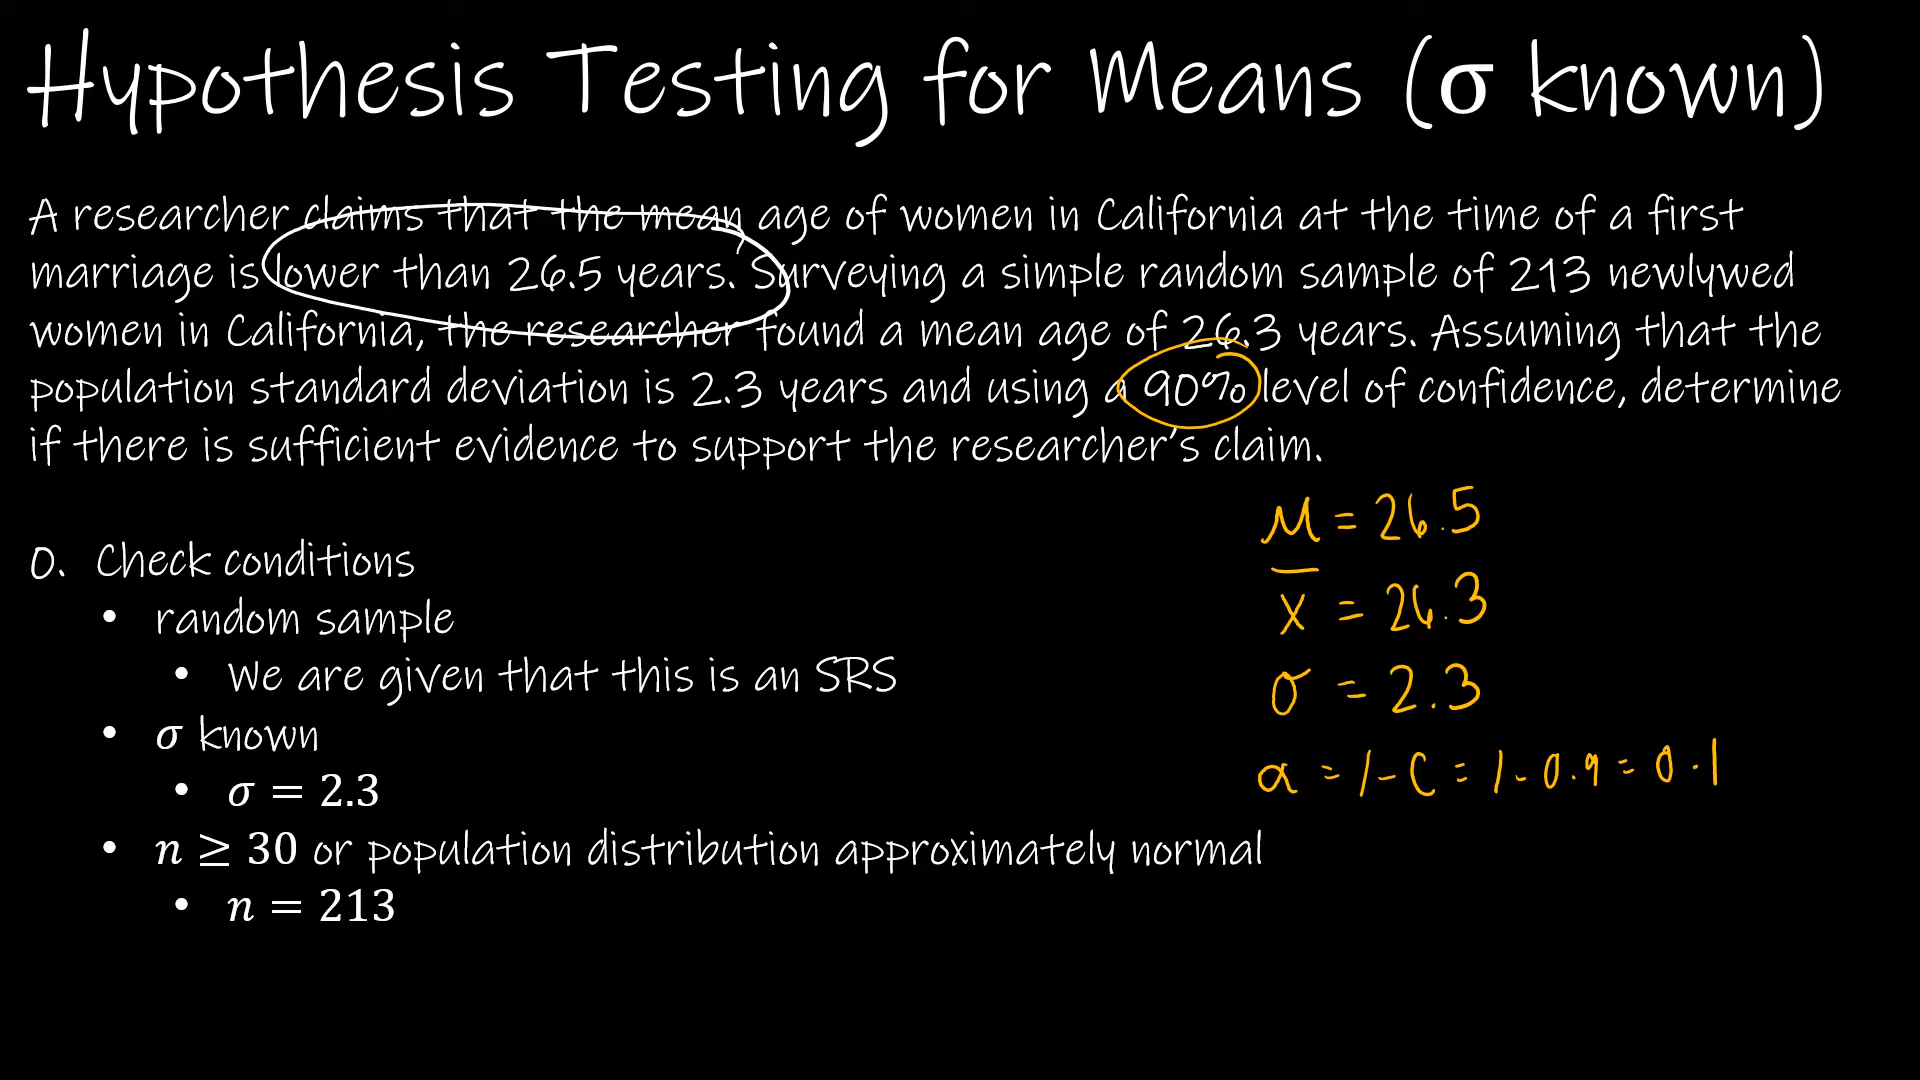 Hypothesis Testing for Means (σ known)
A researcher claims that the mean age of women in California at the time of a first
marriage is lower than 26.5 years. Surveying a simple random sample of 213 newlywed
women in California, the researcher found a mean age of 26.3 years. Assuming that the
population standard deviation is 2.3 years and using a 90% level of confidence, determine
if there is sufficient evidence to support the researcher's claim.
μ = 26.5
0. Check conditions
x̄ = 26.3
• random sample
• We are given that this is an SRS
σ = 2.3
• σ known
α = 1 - C = 1 - 0.9 = 0.1
• σ = 2.3
• n ≥ 30 or population distribution approximately normal
• n = 213